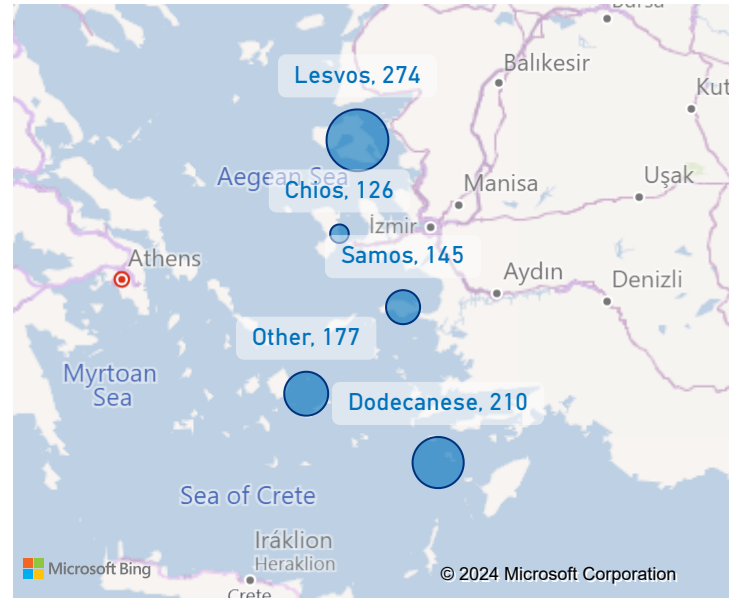 Bursa
Lesvos, 274
Balıkesir
Kut
Aegean Sea
Chios, 126
Manisa
Uşak
İzmir
Athens
Samos, 145
Aydın
Denizli
Other, 177
Myrtoan
Sea
Dodecanese, 210
Sea of Crete
Iráklion
Heraklion
Microsoft Bing
© 2024 Microsoft Corporation
Crete